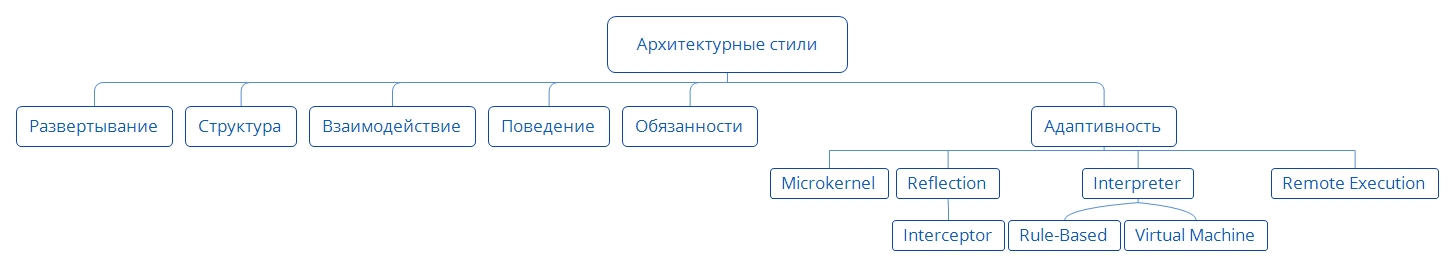 Архитектурные стили
Развертывание
Структура
Взаимодействие
Поведение
Обязанности
Адаптивность
Microkernel
Reflection
Interpreter
Remote Execution
Interceptor
Rule-Based
Virtual Machine